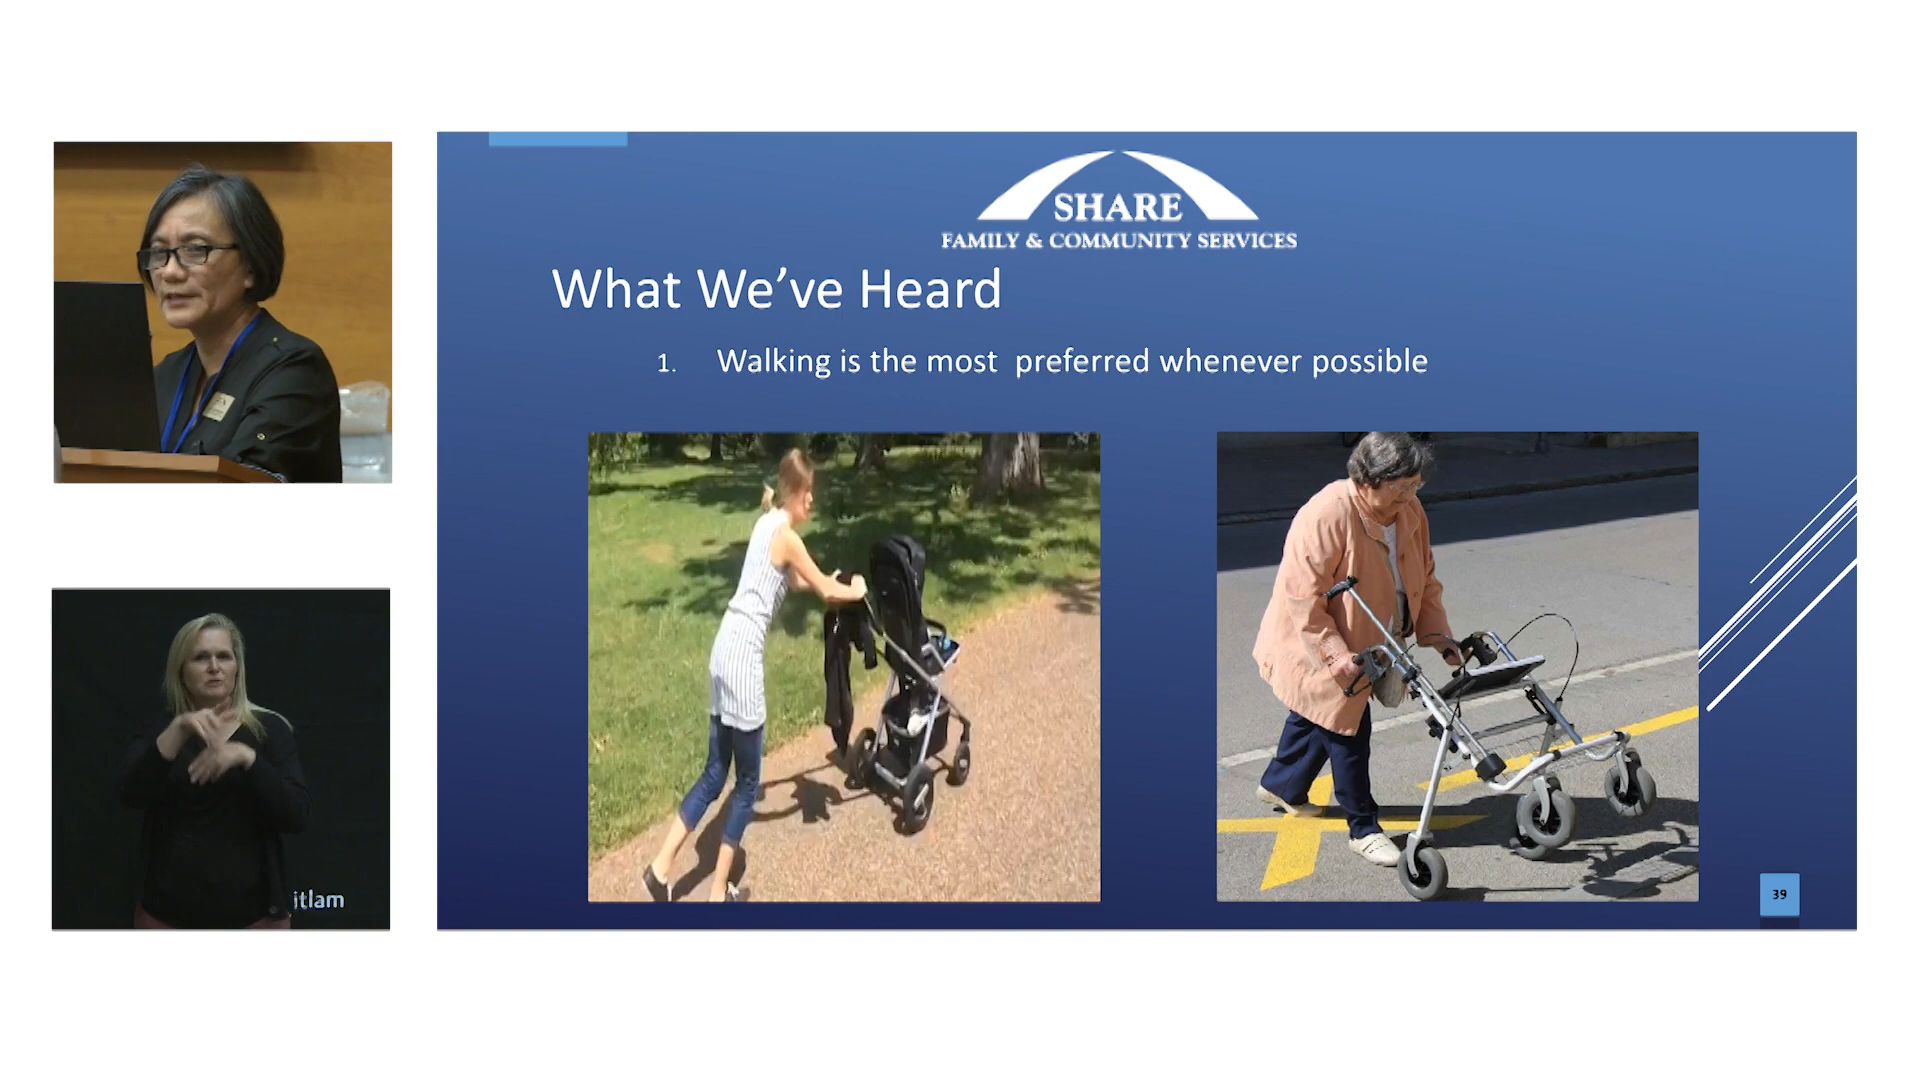 SHARE
FAMILY & COMMUNITY SERVICES
What We’ve Heard
1. Walking is the most preferred whenever possible
itlam
39